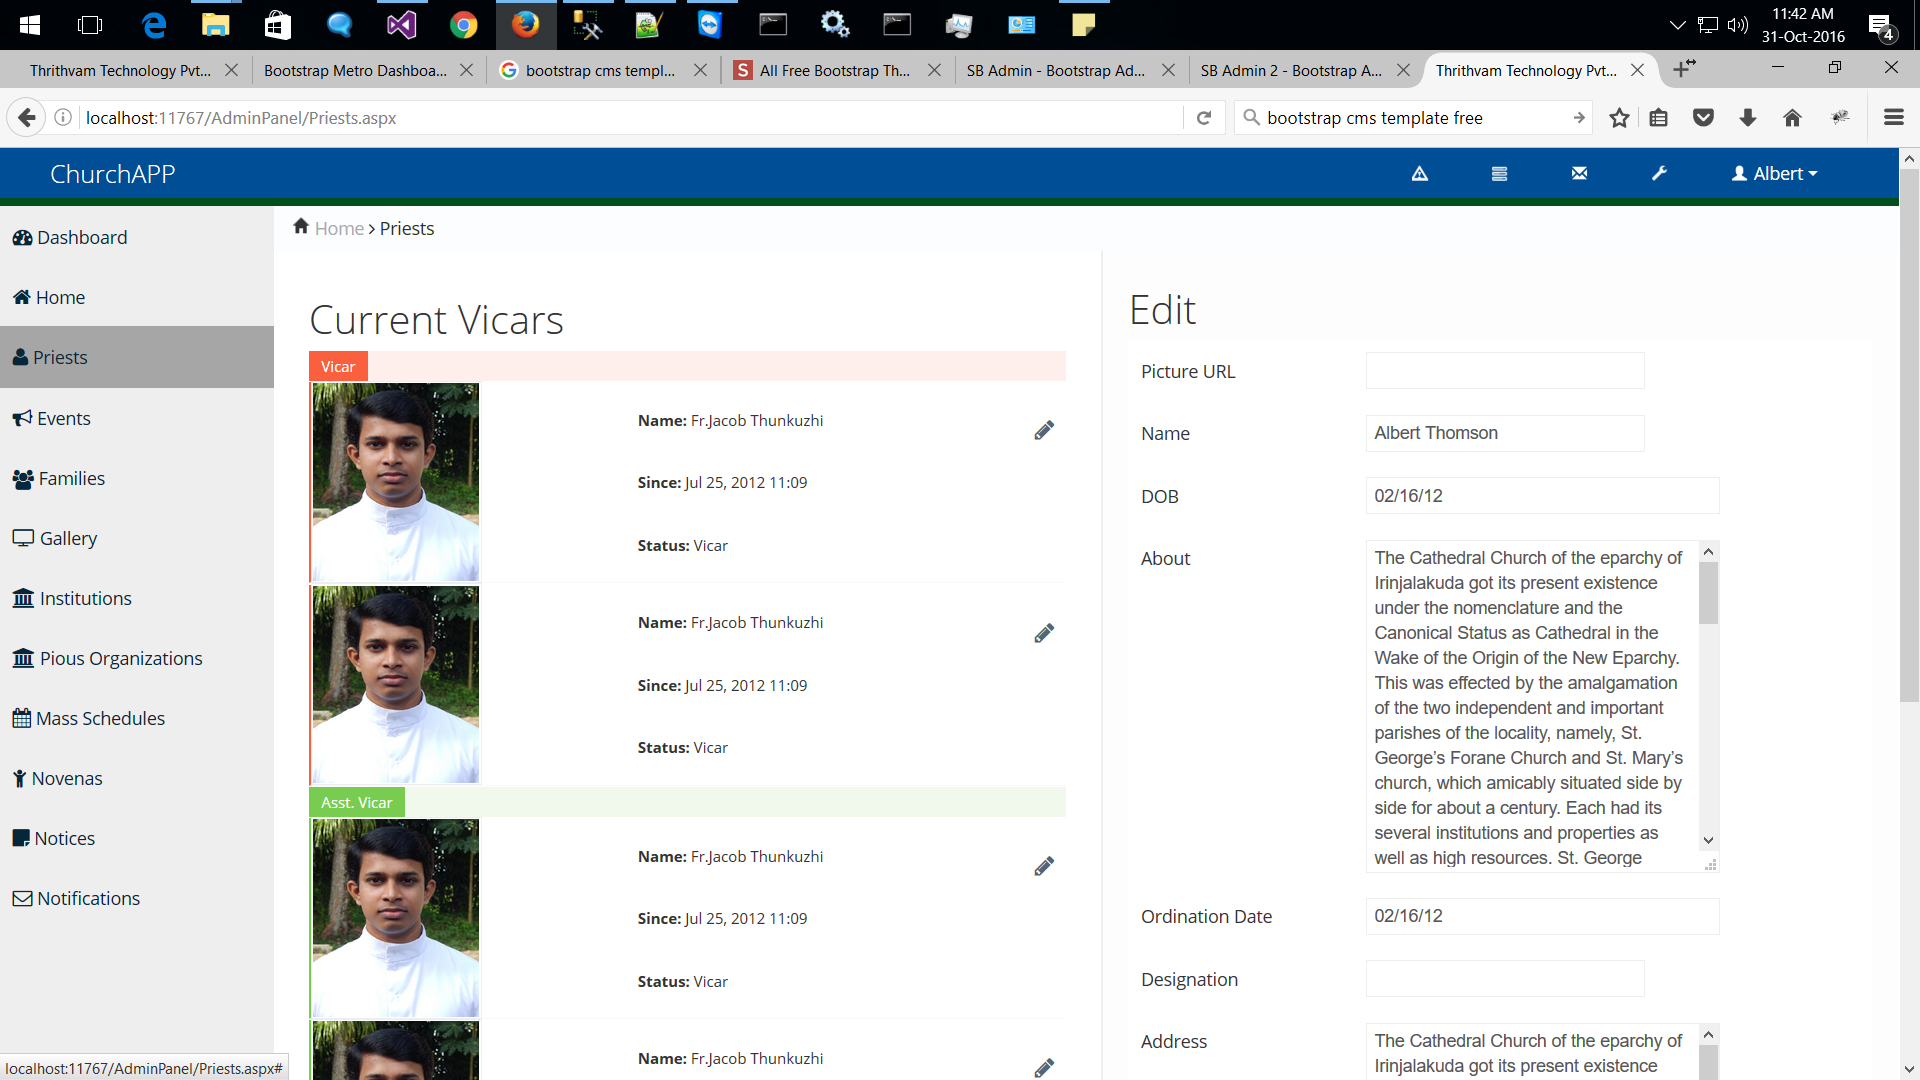 11:42 AM
31-Oct-2016
4
Thrithvam Technology Pvt...
Bootstrap Metro Dashboa...
bootstrap cms templ...
All Free Bootstrap Th...
SB Admin - Bootstrap Ad...
SB Admin 2 - Bootstrap A...
Thrithvam Technology Pvt...
localhost:11767/AdminPanel/Priests.aspx
bootstrap cms template free
ChurchAPP
Albert
Dashboard
Home
Priests
Events
Families
Gallery
Institutions
Pious Organizations
Mass Schedules
Novenas
Notices
Notifications
Home > Priests
Current Vicars
Vicar
Name: Fr.Jacob Thunkuzhi
Since: Jul 25, 2012 11:09
Status: Vicar
Name: Fr.Jacob Thunkuzhi
Since: Jul 25, 2012 11:09
Status: Vicar
Asst. Vicar
Name: Fr.Jacob Thunkuzhi
Since: Jul 25, 2012 11:09
Status: Vicar
Name: Fr.Jacob Thunkuzhi
Edit
Picture URL
Name
Albert Thomson
DOB
02/16/12
About
The Cathedral Church of the eparchy of
Irinjalakuda got its present existence
under the nomenclature and the
Canonical Status as Cathedral in the
Wake of the Origin of the New Eparchy.
This was effected by the amalgamation
of the two independent and important
parishes of the locality, namely, St.
George’s Forane Church and St. Mary’s
church, which amicably situated side by
side for about a century. Each had its
several institutions and properties as
well as high resources. St. George
Ordination Date
02/16/12
Designation
Address
The Cathedral Church of the eparchy of
Irinjalakuda got its present existence
localhost:11767/AdminPanel/Priests.aspx#